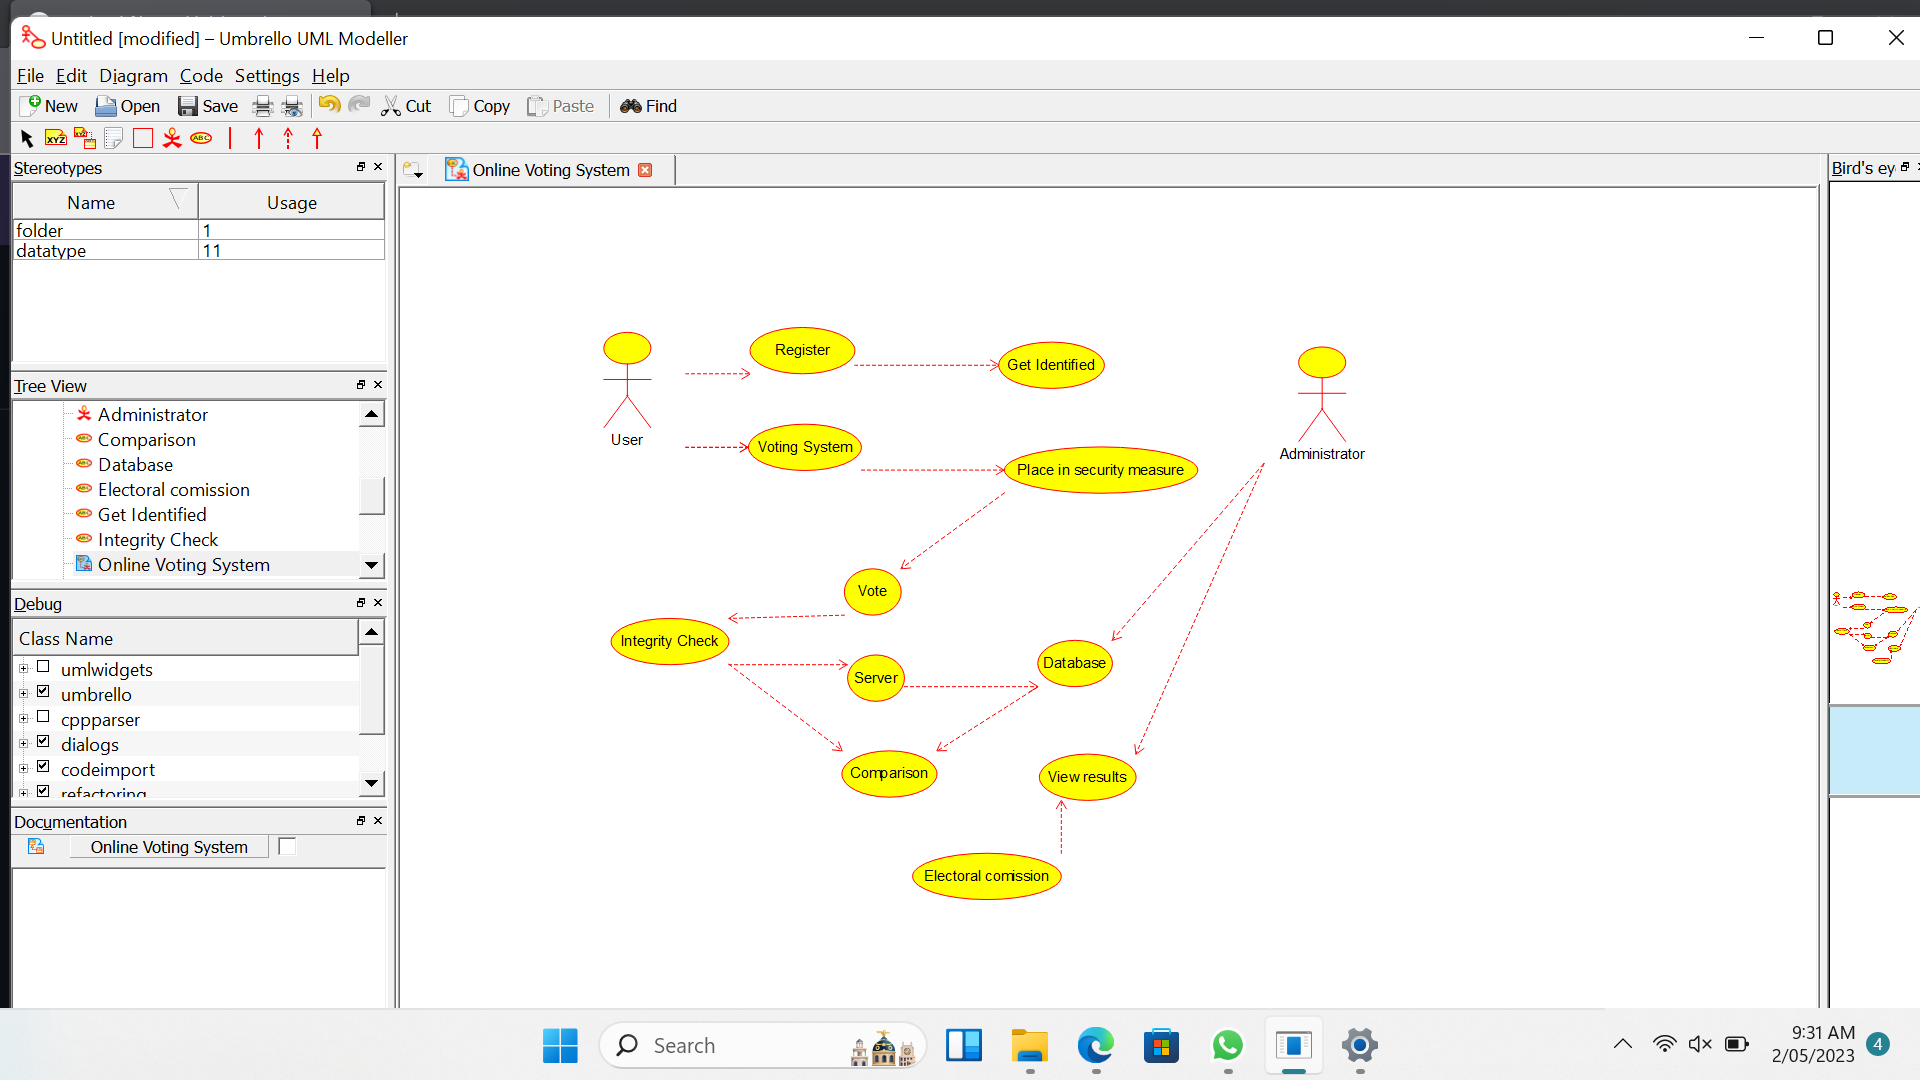 Untitled [modified] – Umbrello UML Modeller
File Edit Diagram Code Settings Help
New Open Save Cut Copy Paste Find
XYZ XYZ ABC
Stereotypes
Name Usage
folder 1
datatype 11
Tree View
Administrator
Comparison
Database
Electoral comission
Get Identified
Integrity Check
Online Voting System
Debug
Class Name
umlwidgets
umbrello
cppparser
dialogs
codeimport
refactoring
Documentation
Online Voting System
Online Voting System
Register
Get Identified
User
Voting System
Place in security measure
Administrator
Vote
Integrity Check
Server
Database
Comparison
View results
Electoral comission
Bird's ey
Search
9:31 AM
2/05/2023
4